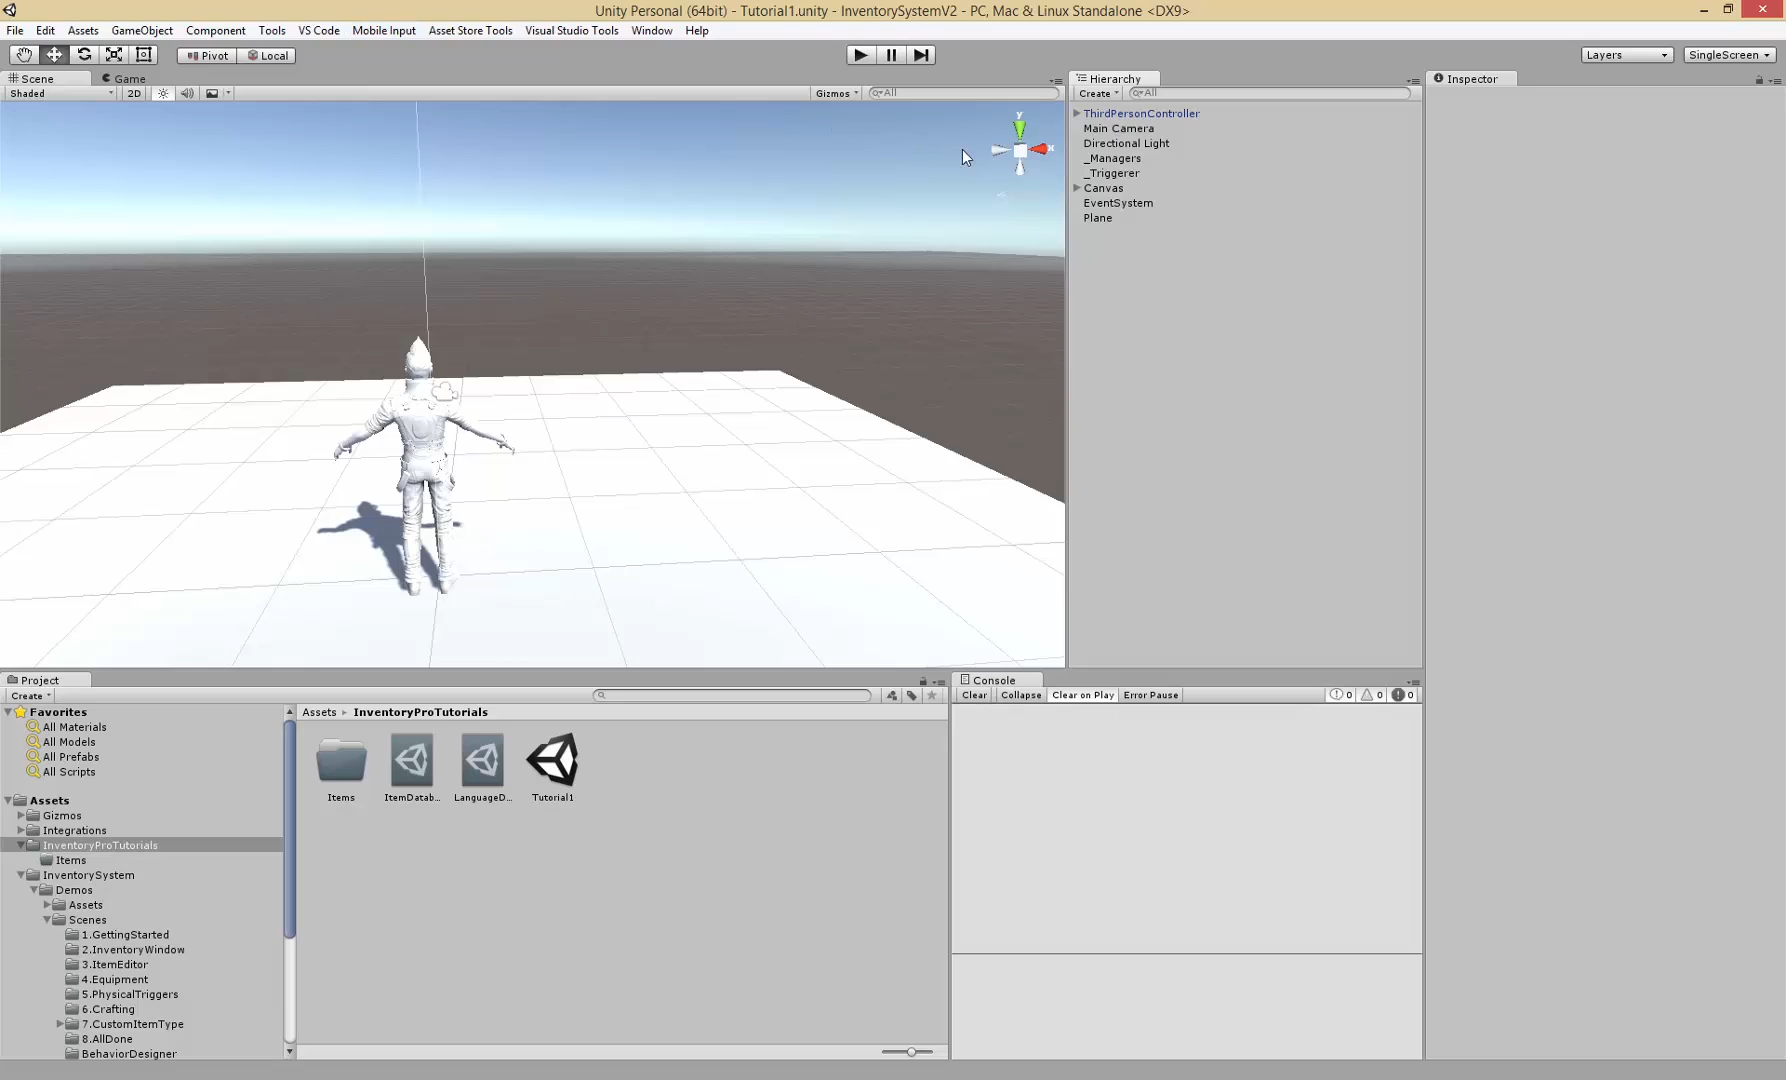 Unity Personal (64bit) - Tutorial1.unity - InventorySystemV2 - PC, Mac & Linux Standalone <DX9>
File Edit Assets GameObject Component Tools VS Code Mobile Input Asset Store Tools Visual Studio Tools Window Help
Pivot Local Layers SingleScreen
Scene Game
Shaded 2D Gizmos All
y
x
Hierarchy
Create All
ThirdPersonController
Main Camera
Directional Light
_Managers
_Triggerer
Canvas
EventSystem
Plane
Inspector
Project
Create
Favorites
All Materials
All Models
All Prefabs
All Scripts
Assets
Gizmos
Integrations
InventoryProTutorials
Items
InventorySystem
Demos
Assets
Scenes
1.GettingStarted
2.InventoryWindow
3.ItemEditor
4.Equipment
5.PhysicalTriggers
6.Crafting
7.CustomItemType
8.AllDone
BehaviorDesigner
Assets InventoryProTutorials
Items ItemDatab... LanguageD... Tutorial1
Console
Clear Collapse Clear on Play Error Pause 0 0 0